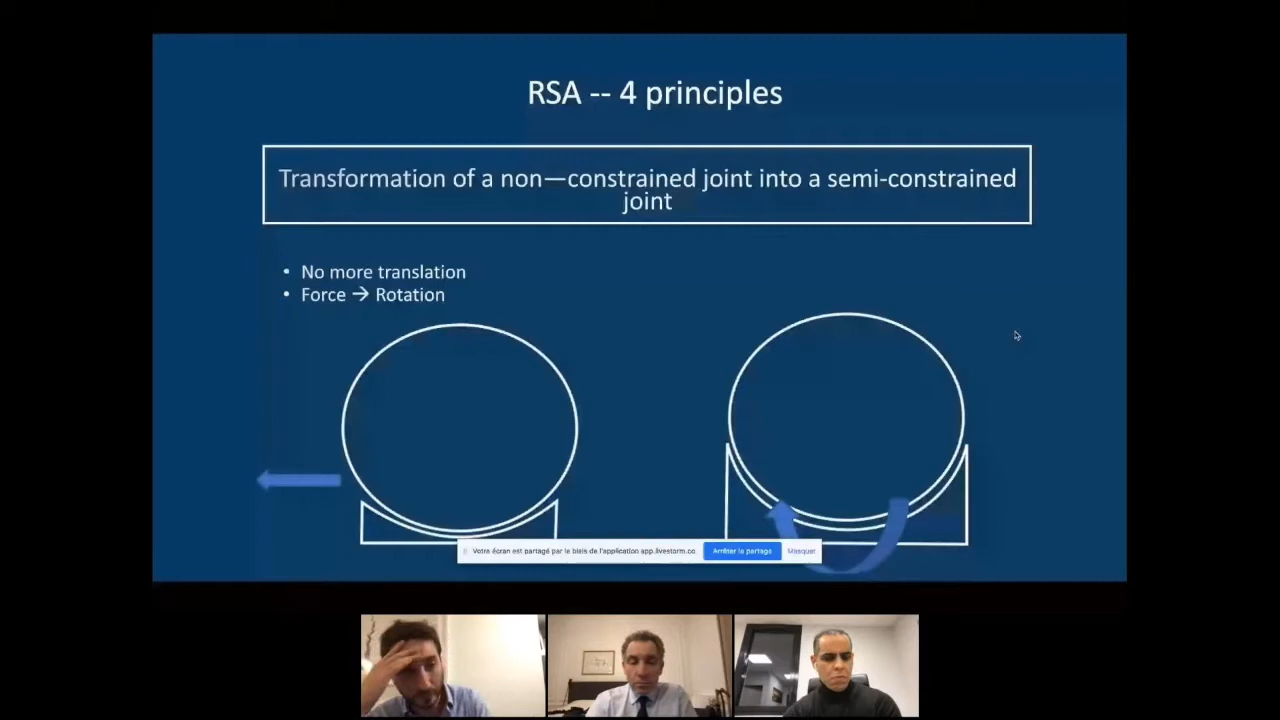 RSA -- 4 principles
Transformation of a non—constrained joint into a semi-constrained
joint
• No more translation
• Force → Rotation
Votre écran est partagé par le biais de l'application app.livestorm.co. Arrêter le partage Masquer